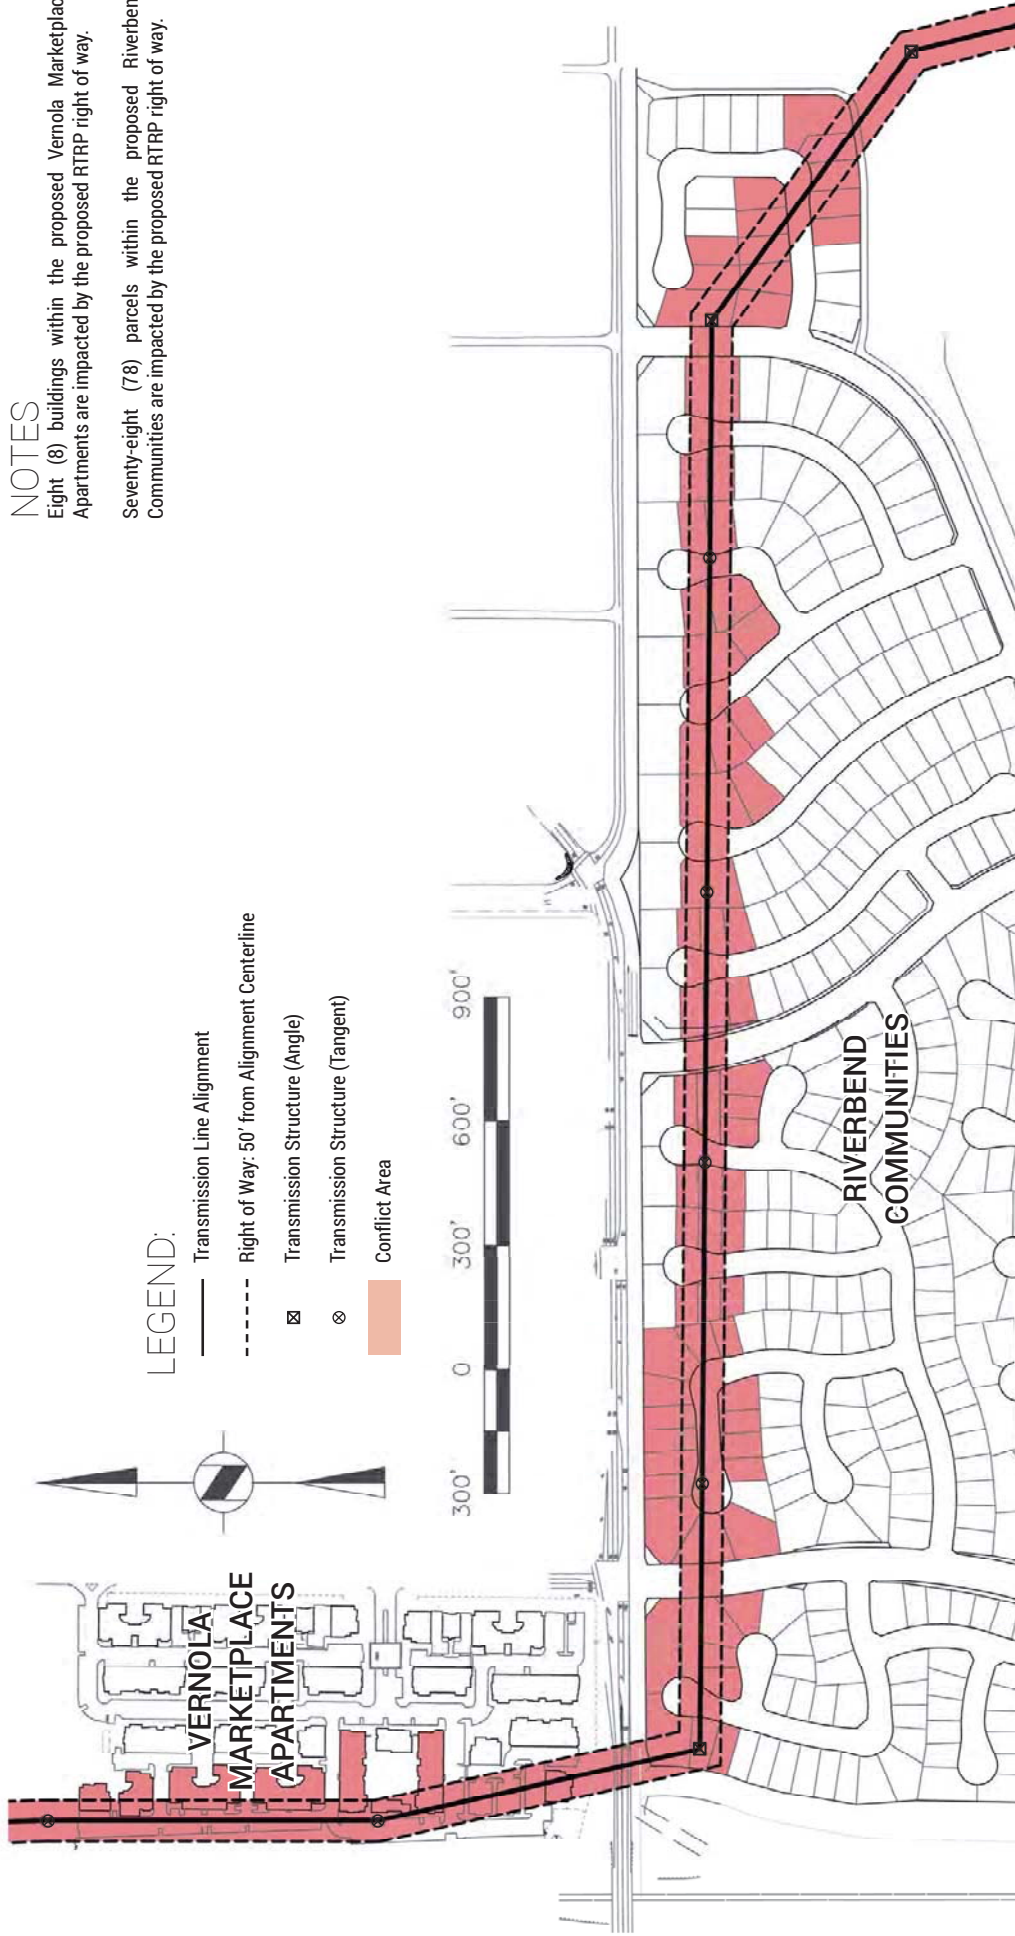 NOTES
Eight (8) buildings within the proposed Vernola Marketplac
Apartments are impacted by the proposed RTRP right of way.
Seventy-eight (78) parcels within the proposed Riverben
Communities are impacted by the proposed RTRP right of way.
LEGEND:
Transmission Line Alignment
Right of Way: 50' from Alignment Centerline
Transmission Structure (Angle)
Transmission Structure (Tangent)
Conflict Area
300' 0 300' 600' 900'
VERNOLA
MARKETPLACE
APARTMENTS
RIVERBEND
COMMUNITIES